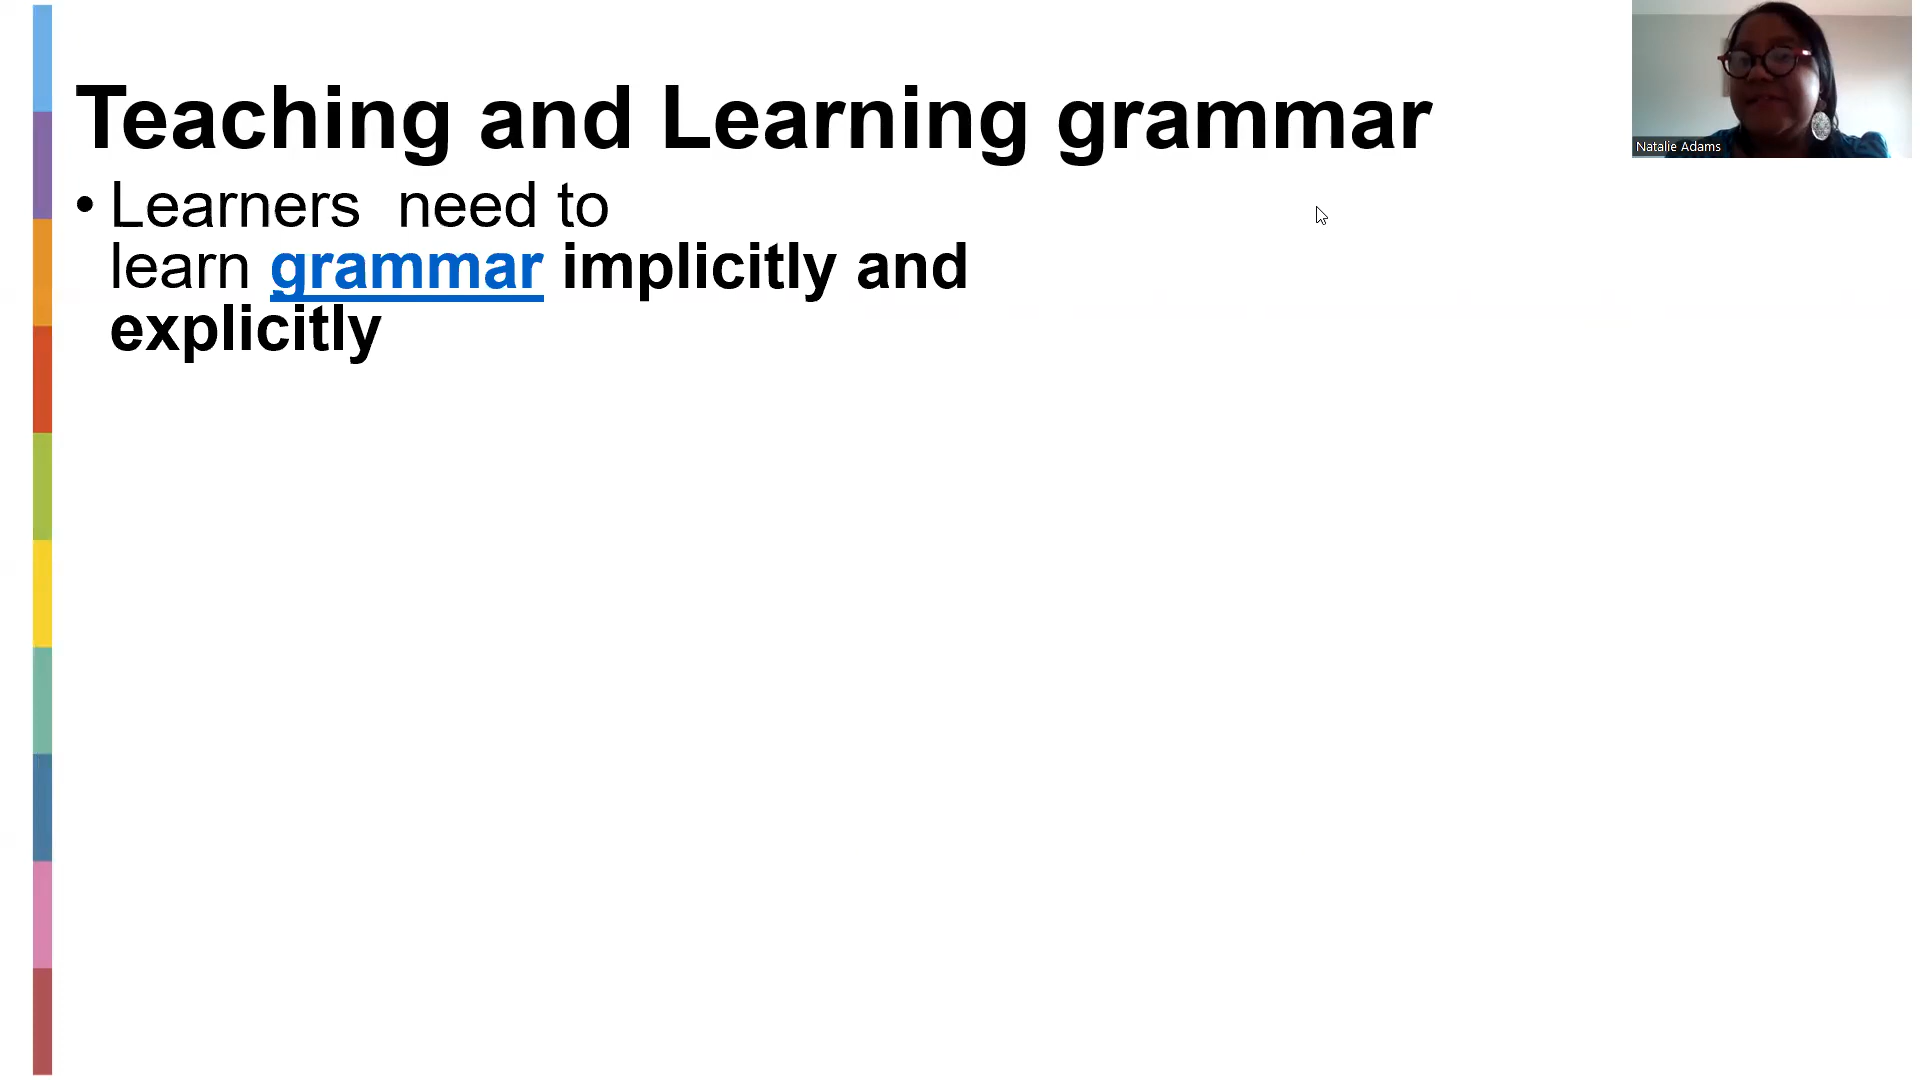 Teaching and Learning grammar
• Learners  need to
learn grammar implicitly and
explicitly
Natalie Adams